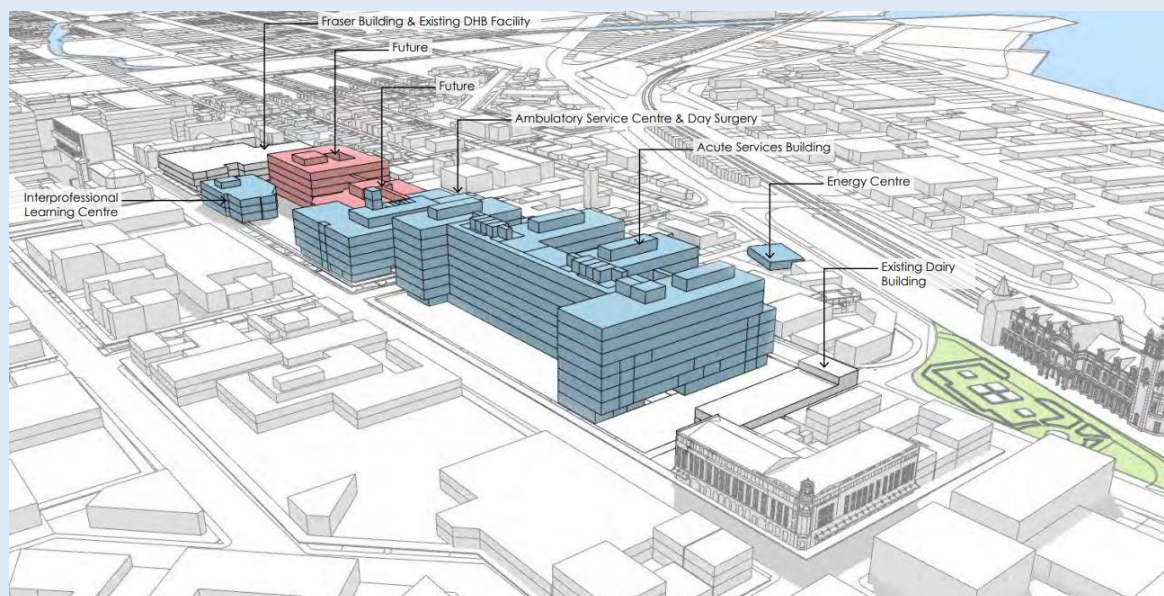 Fraser Building & Existing DHB Facility
Future
Future
Ambulatory Service Centre & Day Surgery
Acute Services Building
Energy Centre
Interprofessional
Learning Centre
Existing Dairy
Building